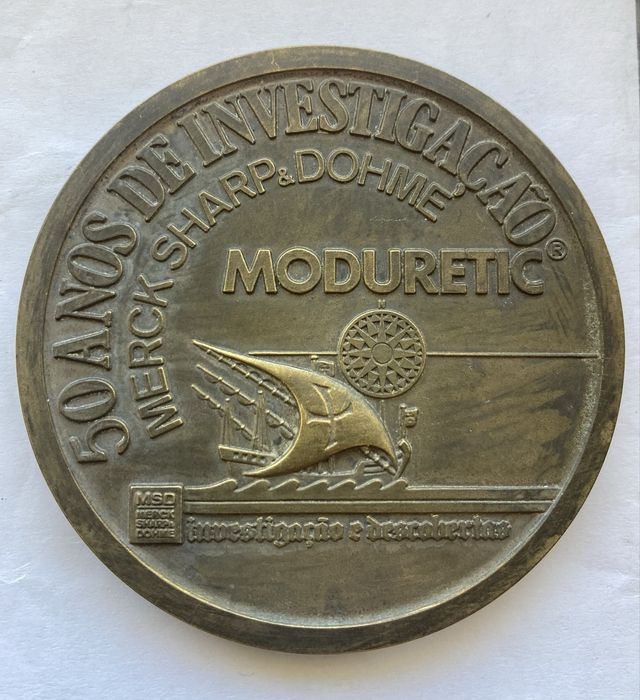 50 ANOS DE INVESTIGAÇÃO
MERCK SHARP & DOHME
MODURETIC®
N
MSD
MERCK
SHARP&
DOHME
investigação e descobertas